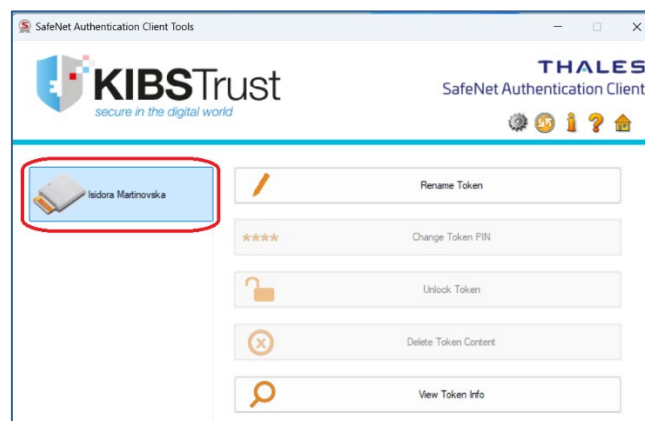 SafeNet Authentication Client Tools
KIBSTrust
secure in the digital world
THALES
SafeNet Authentication Client
Isidora Martinovska
Rename Token
**** Change Token PIN
Unlock Token
Delete Token Content
View Token Info